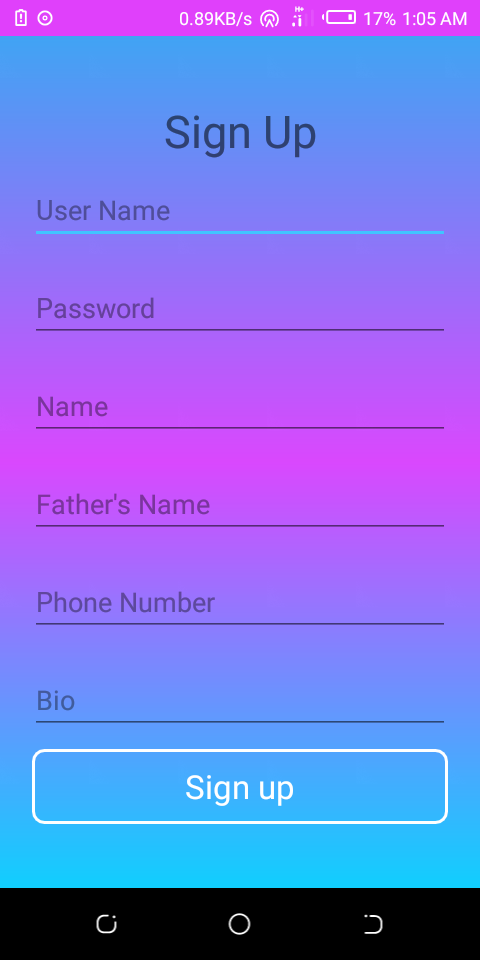 0.89KB/s H+ 17% 1:05 AM
Sign Up
User Name
Password
Name
Father's Name
Phone Number
Bio
Sign up